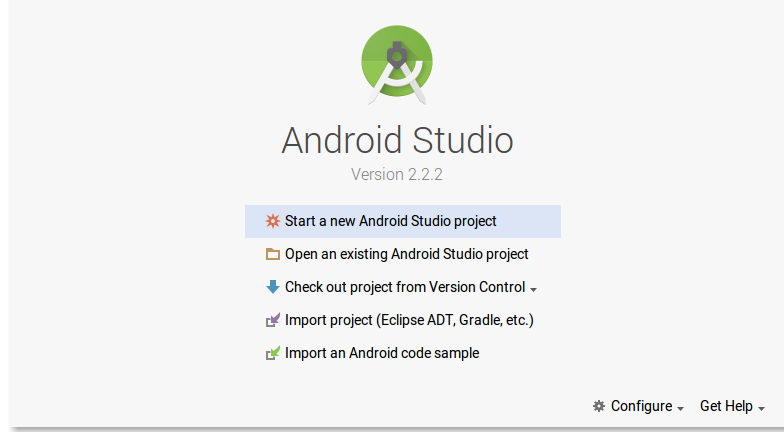 Android Studio
Version 2.2.2
Start a new Android Studio project
Open an existing Android Studio project
Check out project from Version Control
Import project (Eclipse ADT, Gradle, etc.)
Import an Android code sample
Configure Get Help